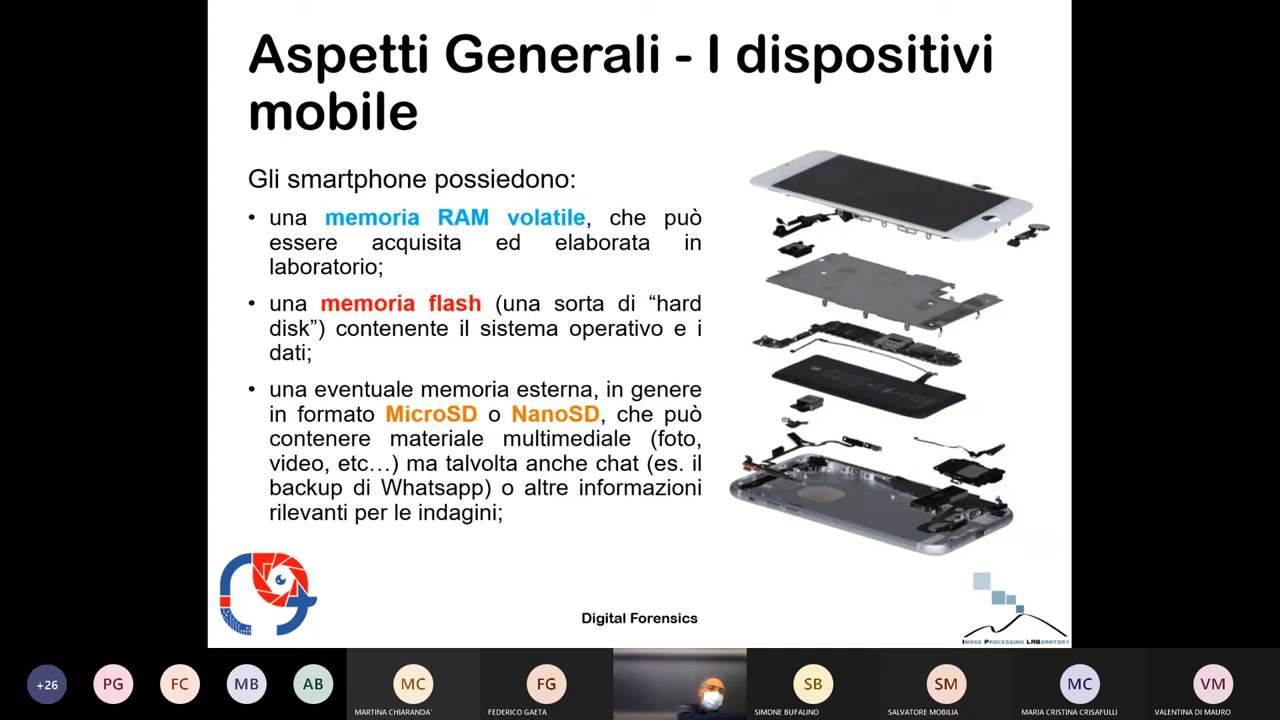 Aspetti Generali - I dispositivi
mobile
Gli smartphone possiedono:
• una memoria RAM volatile, che può
essere acquisita ed elaborata in
laboratorio;
• una memoria flash (una sorta di “hard
disk”) contenente il sistema operativo e i
dati;
• una eventuale memoria esterna, in genere
in formato MicroSD o NanoSD, che può
contenere materiale multimediale (foto,
video, etc…) ma talvolta anche chat (es. il
backup di Whatsapp) o altre informazioni
rilevanti per le indagini;
Digital Forensics
IMAGE PROCESSING LABORATORY
+26
PG
FC
MB
AB
MC
FG
SB
SM
MC
VM
MARTINA CHIARANDA'
FEDERICO GAETA
SIMONE BUFALINO
SALVATORE MOBILIA
MARIA CRISTINA CRISAFULLI
VALENTINA DI MAURO